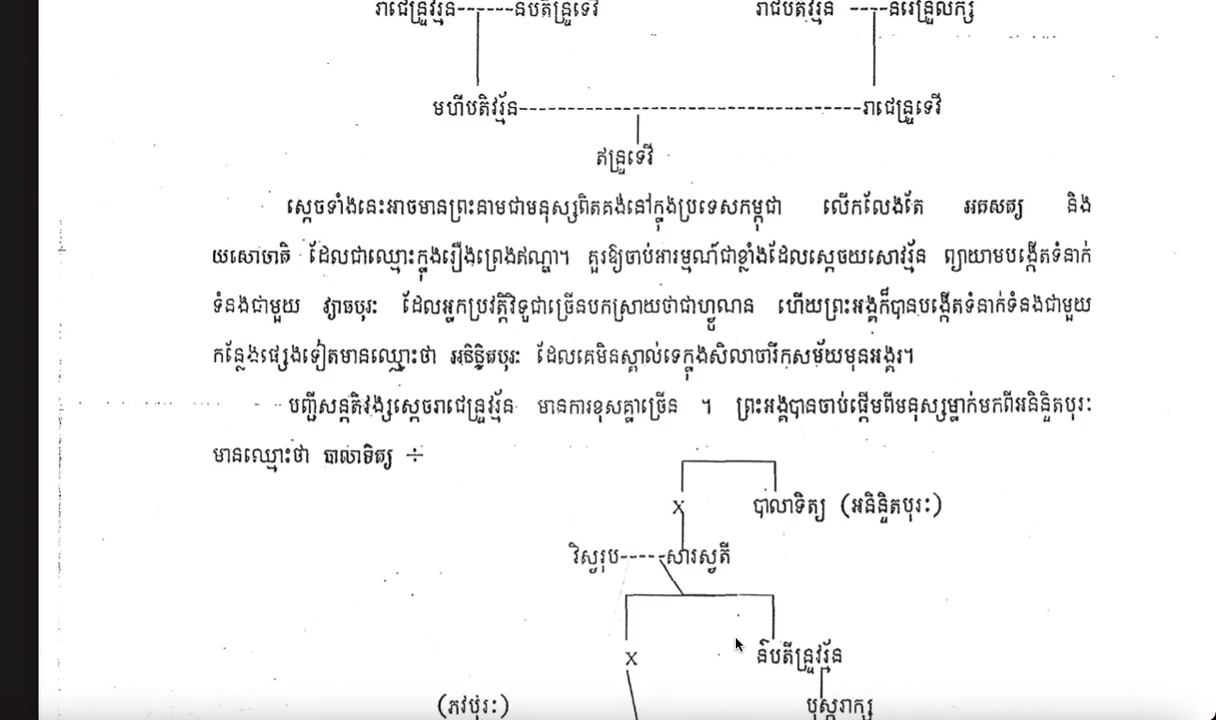 រាជេន្ទ្រវរ្ម័ន------នបតីន្ទ្រទេវី រាជបតិវរ្ម័ន ----នរេន្ទ្រលក្ស្មី
មហីបតិវរ្ម័ន-----------------------------------រាជេន្ទ្រទេវី
ឥន្ទ្រទេវី
ស្តេចទាំងនេះអាចមានព្រះនាមជាមនុស្សពិតគង់នៅក្នុងប្រទេសកម្ពុជា លើកលែងតែ អគស្ត្យ និង
យសោមាតិ ដែលជាឈ្មោះក្នុងរឿងព្រេងឥណ្ឌា។ គួរឱ្យចាប់អារម្មណ៍ជាខ្លាំងដែលស្តេចយសោវរ្ម័ន ព្យាយាមបង្កើតទំនាក់
ទំនងជាមួយ វ្យាធបុរៈ ដែលអ្នកប្រវត្តិវិទូជាច្រើនបកស្រាយថាជាហ្វូណន ហើយព្រះអង្គក៏បានបង្កើតទំនាក់ទំនងជាមួយ
កន្លែងផ្សេងទៀតមានឈ្មោះថា អនិន្ទិតបុរៈ ដែលគេមិនស្គាល់ទេក្នុងសិលាចារឹកសម័យមុនអង្គរ។
បញ្ជីសន្តតិវង្សស្តេចរាជេន្ទ្រវរ្ម័ន មានការខុសគ្នាច្រើន ។ ព្រះអង្គបានចាប់ផ្តើមពីមនុស្សម្នាក់មកពីអនិន្ទិតបុរៈ
មានឈ្មោះថា បាលាទិត្យ ÷
x បាលាទិត្យ (អនិន្ទិតបុរៈ)
វិស្វរុប-----សារស្វតី
x ន៑បតីន្ទ្រវរ្ម័ន
(ភវបុរៈ) បុស្ករាក្ស